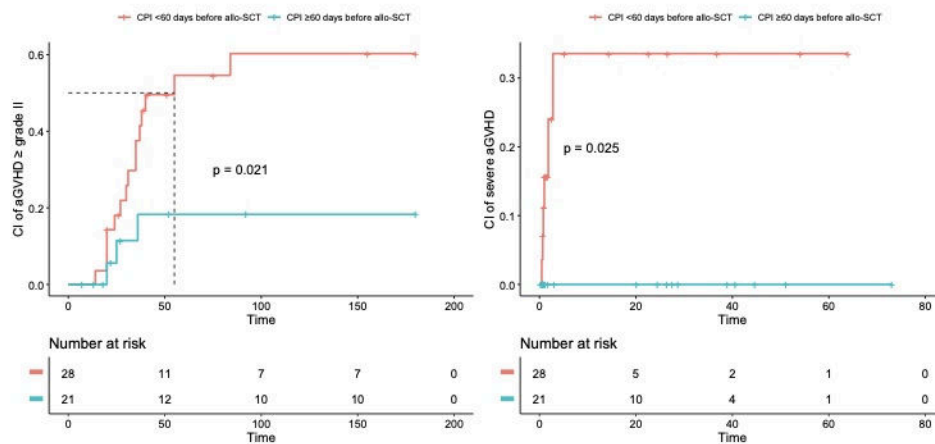 CPI <60 days before allo-SCT CPI ≥60 days before allo-SCT
CI of aGVHD ≥ grade II
0.6
0.4
0.2
0.0
p = 0.021
0 50 100 150 200
Time
Number at risk
28 11 7 7 0
21 12 10 10 0
0 50 100 150 200
Time
CPI <60 days before allo-SCT CPI ≥60 days before allo-SCT
CI of severe aGVHD
0.3
0.2
0.1
0.0
p = 0.025
0 20 40 60 80
Time
Number at risk
28 5 2 1 0
21 10 4 1 0
0 20 40 60 80
Time